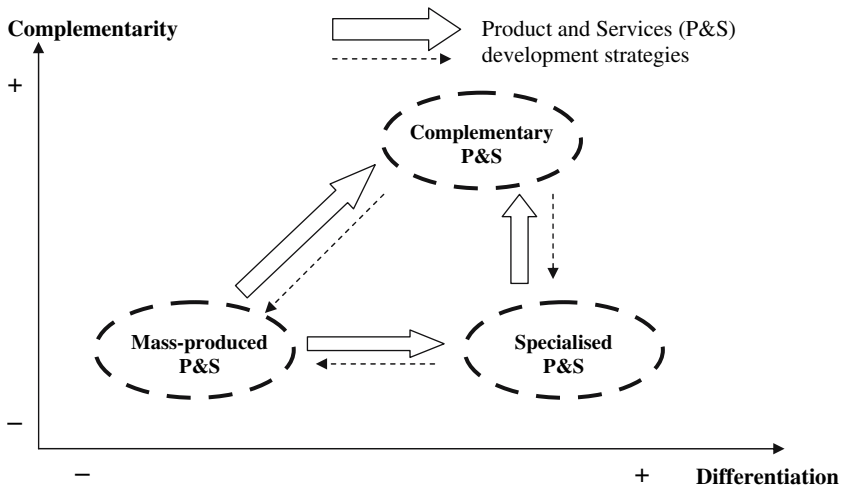 Complementarity
Product and Services (P&S)
development strategies
+
Complementary
P&S
Mass-produced
P&S
Specialised
P&S
–
–
+
Differentiation